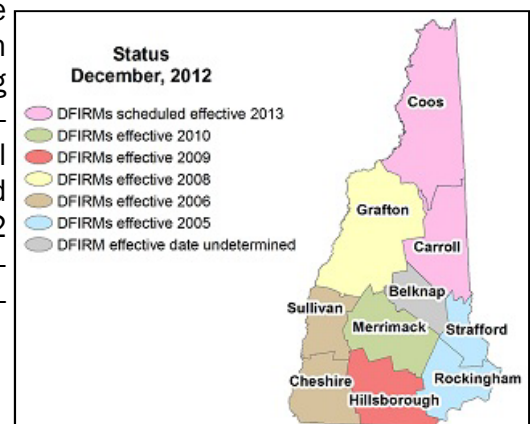 Status
December, 2012
DFIRMs scheduled effective 2013
DFIRMs effective 2010
DFIRMs effective 2009
DFIRMs effective 2008
DFIRMs effective 2006
DFIRMs effective 2005
DFIRM effective date undetermined
Coos
Grafton
Carroll
Belknap
Sullivan
Merrimack
Strafford
Cheshire
Rockingham
Hillsborough